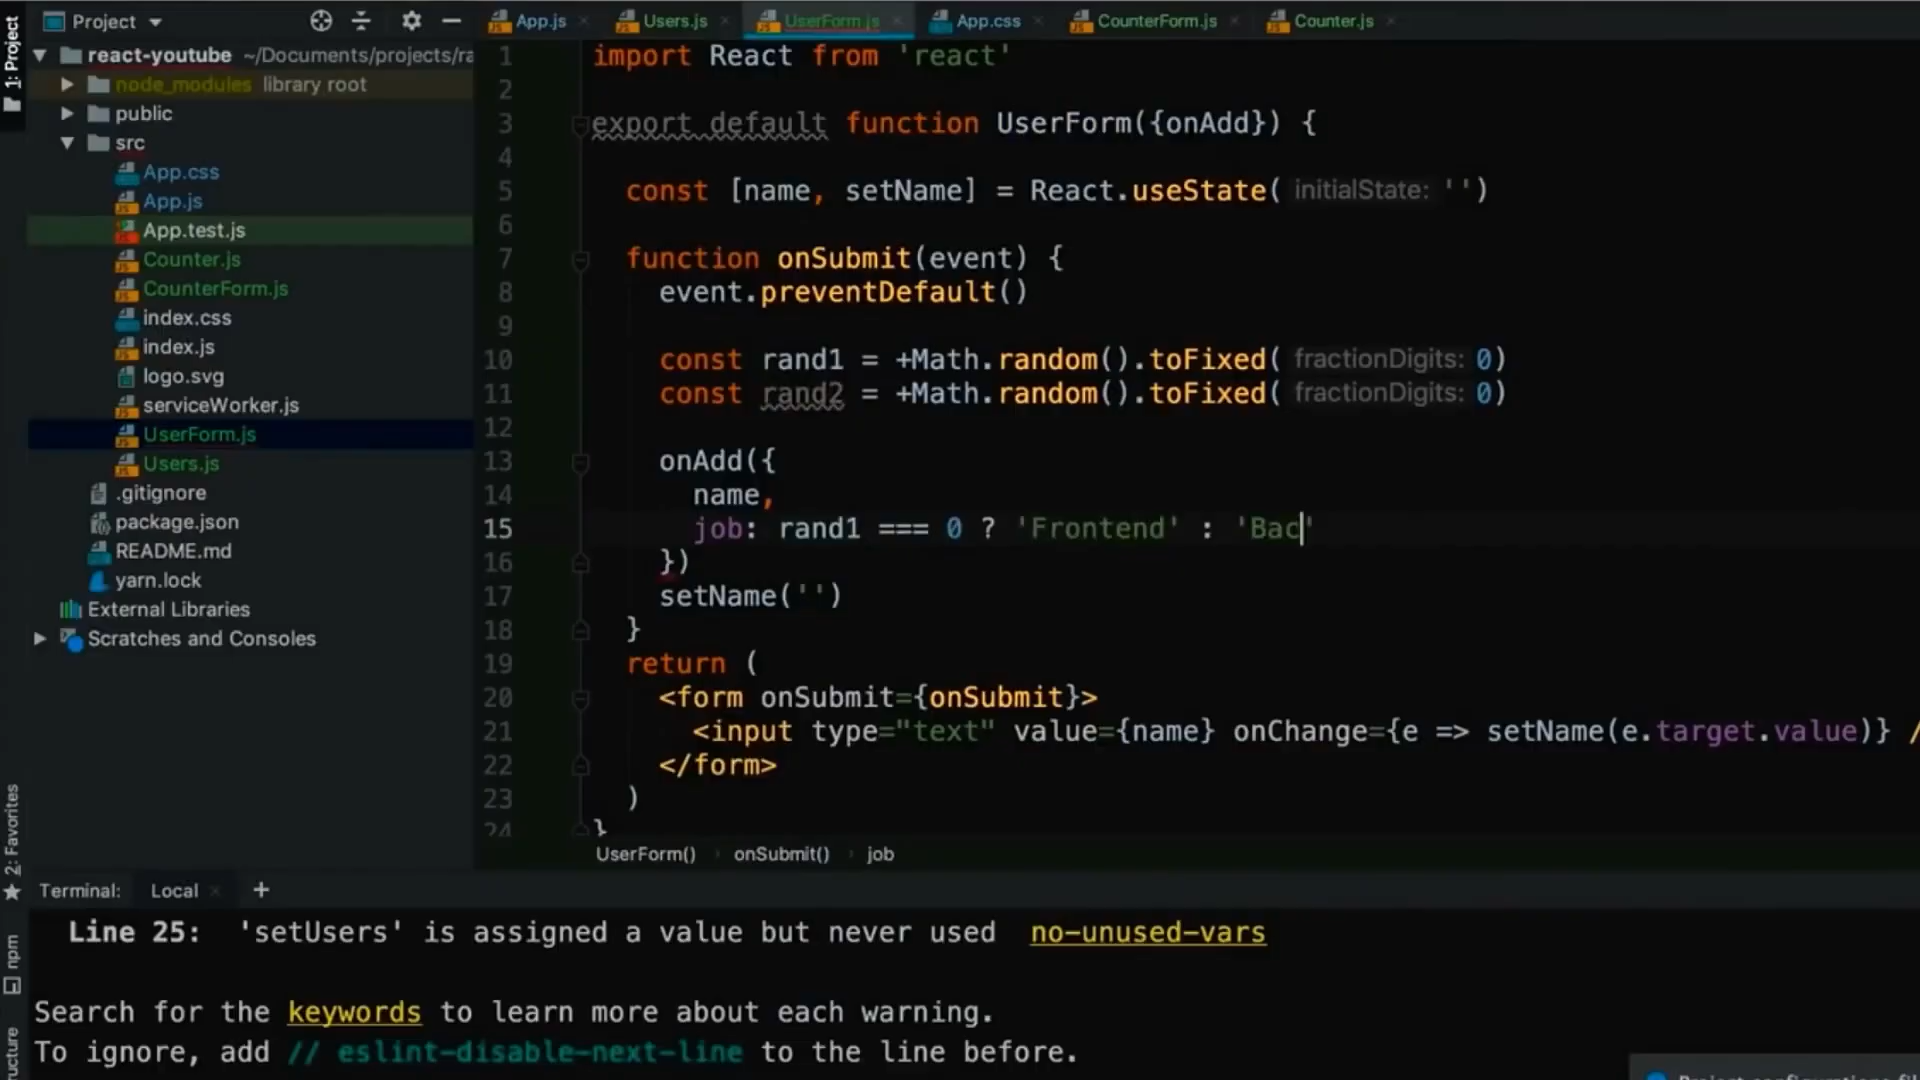 1: Project
Project
App.js
Users.js
UserForm.js
App.css
CounterForm.js
Counter.js
react-youtube ~/Documents/projects/ra
node_modules library root
public
src
App.css
App.js
App.test.js
Counter.js
CounterForm.js
index.css
index.js
logo.svg
serviceWorker.js
UserForm.js
Users.js
.gitignore
package.json
README.md
yarn.lock
External Libraries
Scratches and Consoles
1 import React from 'react'
2
3 export default function UserForm({onAdd}) {
4
5 const [name, setName] = React.useState( initialState: '')
6
7 function onSubmit(event) {
8 event.preventDefault()
9
10 const rand1 = +Math.random().toFixed( fractionDigits: 0)
11 const rand2 = +Math.random().toFixed( fractionDigits: 0)
12
13 onAdd({
14 name,
15 job: rand1 === 0 ? 'Frontend' : 'Bac'
16 })
17 setName('')
18 }
19 return (
20 <form onSubmit={onSubmit}>
21 <input type="text" value={name} onChange={e => setName(e.target.value)} /
22 </form>
23 )
24 }
UserForm() onSubmit() job
2: Favorites
npm
ructure
Terminal: Local +
Line 25: 'setUsers' is assigned a value but never used no-unused-vars
Search for the keywords to learn more about each warning.
To ignore, add // eslint-disable-next-line to the line before.